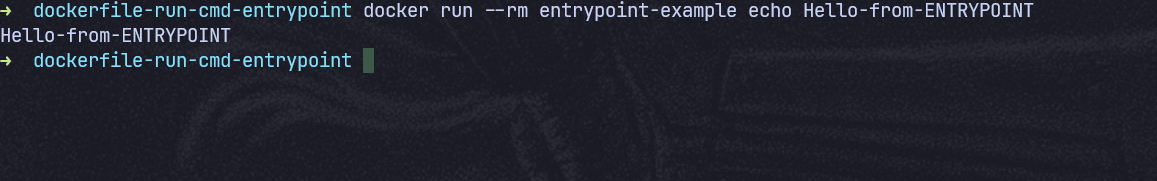 ➜ dockerfile-run-cmd-entrypoint docker run --rm entrypoint-example echo Hello-from-ENTRYPOINT
Hello-from-ENTRYPOINT
➜ dockerfile-run-cmd-entrypoint